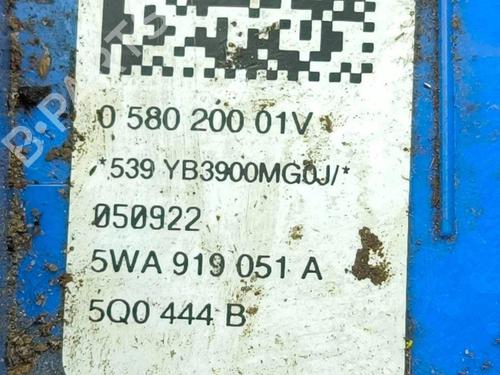 B-PARTS
0 580 200 01V
*539 YB3900MG0J/*
050922
5WA 919 051 A
5Q0 444 B